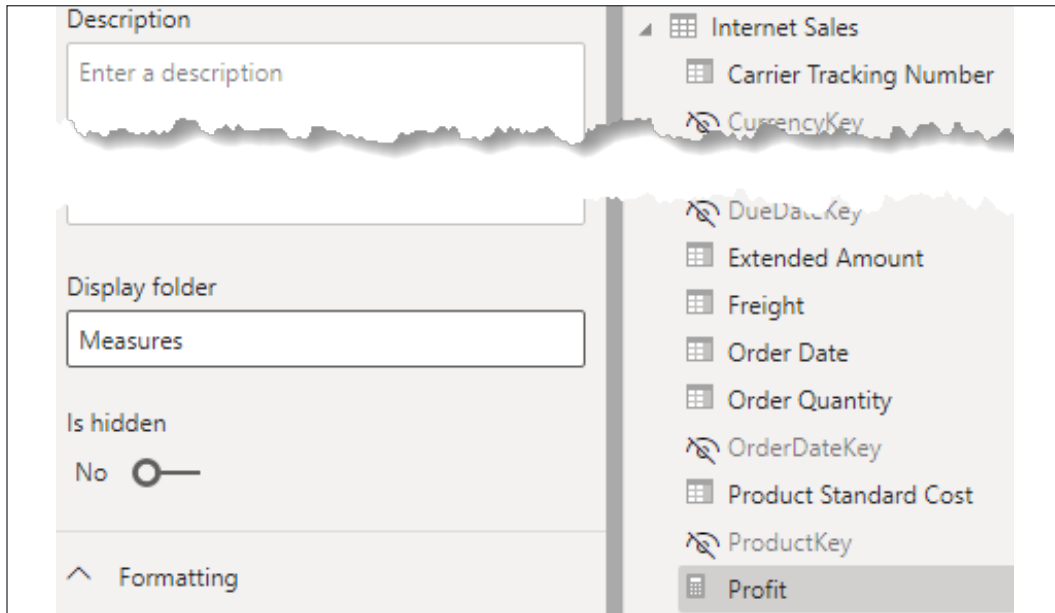 Description
Enter a description
Display folder
Measures
Is hidden
No
Formatting
Internet Sales
Carrier Tracking Number
CurrencyKey
DueDateKey
Extended Amount
Freight
Order Date
Order Quantity
OrderDateKey
Product Standard Cost
ProductKey
Profit